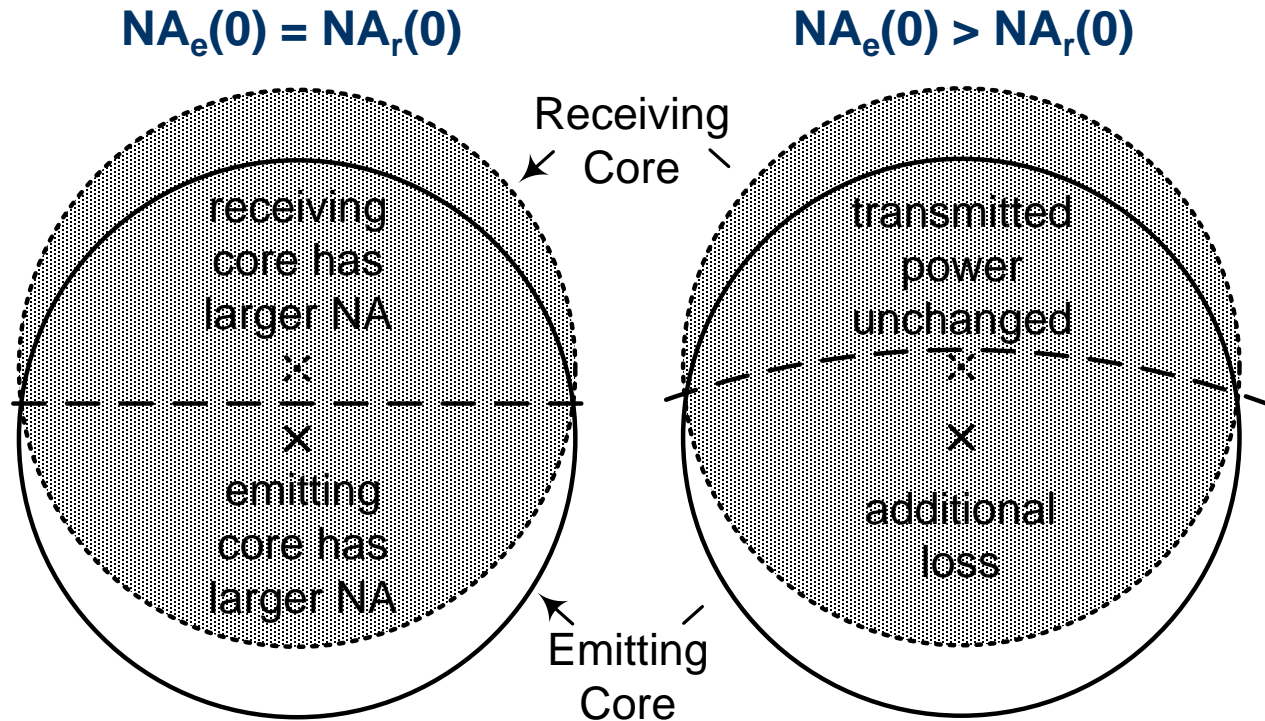 NAe(0) = NAr(0)
NAe(0) > NAr(0)
Receiving
Core
receiving
core has
larger NA
transmitted
power
unchanged
emitting
core has
larger NA
additional
loss
Emitting
Core